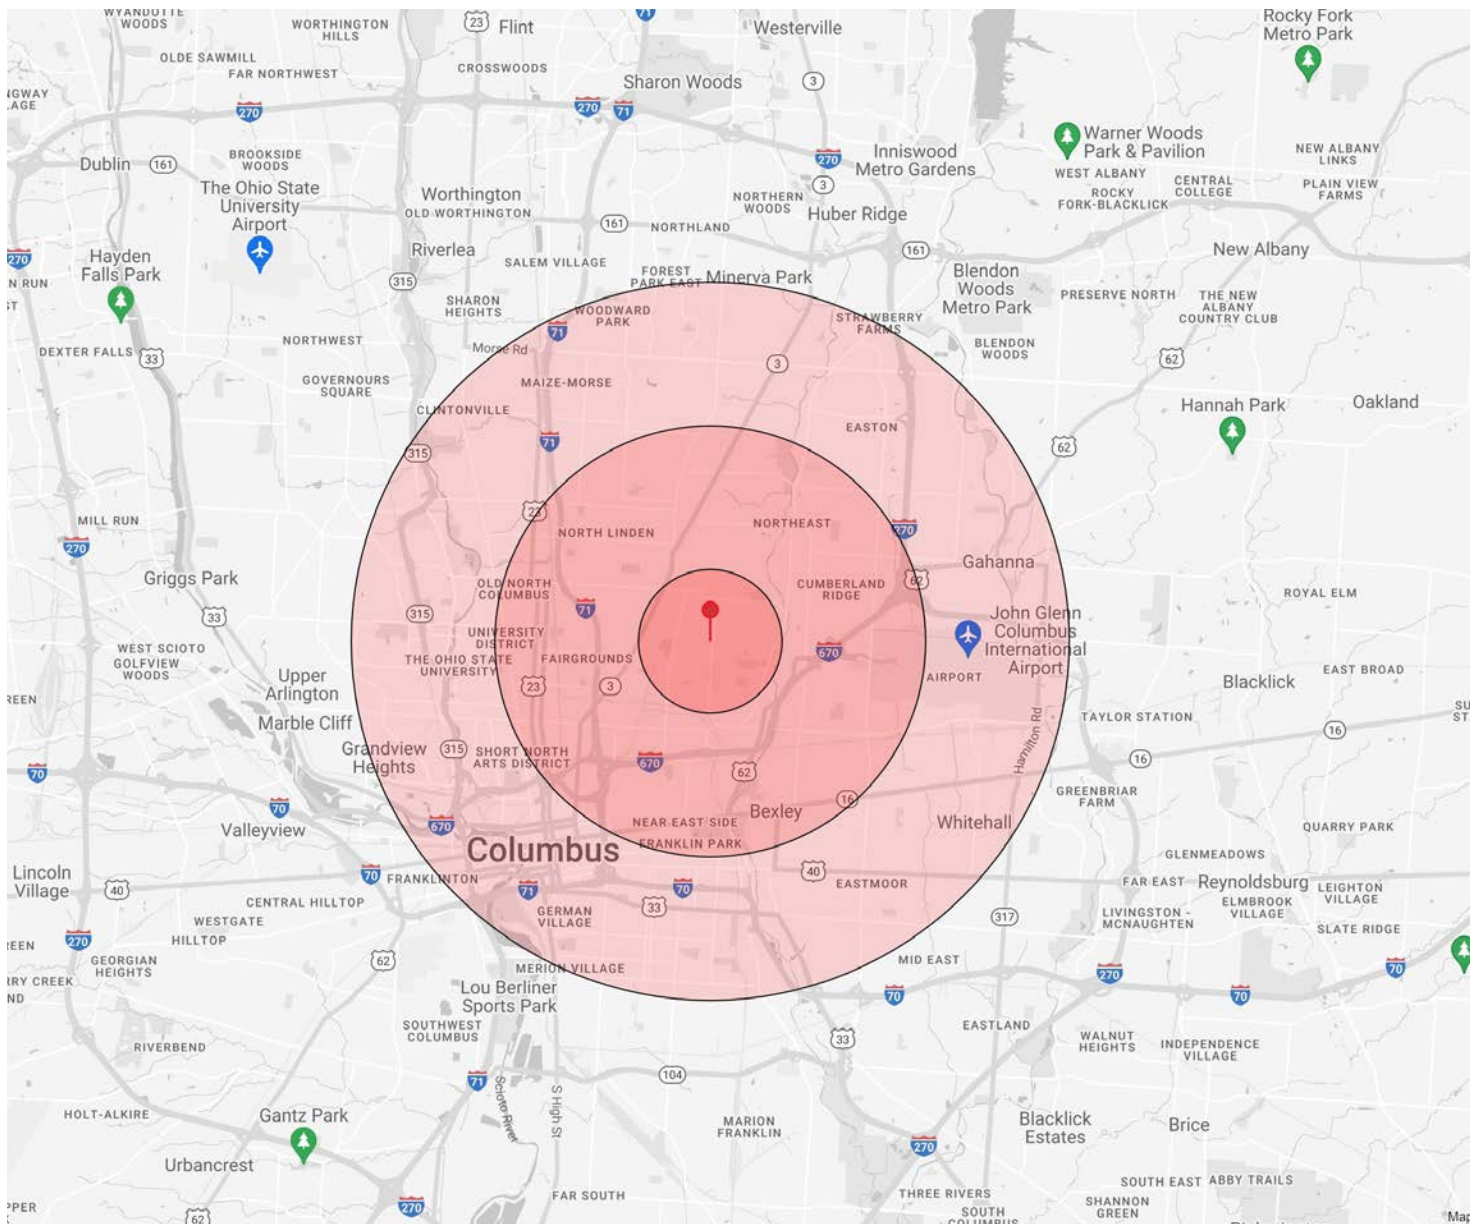 WYANDOTTE
WOODS
WORTHINGTON
HILLS
23
Flint
71
Westerville
Rocky Fork
Metro Park
OLD SAWMILL
FAR NORTHWEST
CROSSWOODS
Sharon Woods
3
270
270
71
Warner Woods
Park & Pavilion
Dublin
161
BROOKSIDE
WOODS
270
Inniswood
Metro Gardens
NEW ALBANY
LINKS
WEST ALBANY
The Ohio State
University
Airport
Worthington
OLD WORTHINGTON
NORTHERN
WOODS
3
Huber Ridge
ROCKY
FORK-BLACKLICK
CENTRAL
COLLEGE
PLAIN VIEW
FARMS
161
NORTHLAND
270
Hayden
Falls Park
Riverlea
SALEM VILLAGE
161
New Albany
315
FOREST
PARK EAST
Minerva Park
Blendon
Woods
Metro Park
PRESERVE NORTH
THE NEW
ALBANY
COUNTRY CLUB
SHARON
HEIGHTS
WOODWARD
PARK
STRAWBERRY
FARMS
71
DEXTER FALLS
33
NORTHWEST
Morse Rd
BLENDON
WOODS
62
3
GOVERNOURS
SQUARE
MAIZE-MORSE
CLINTONVILLE
Hannah Park
Oakland
EASTON
71
62
315
23
MILL RUN
270
NORTH LINDEN
NORTHEAST
270
Gahanna
Griggs Park
OLD NORTH
COLUMBUS
CUMBERLAND
RIDGE
62
ROYAL ELM
33
315
71
John Glenn
Columbus
International
Airport
WEST SCIOTO
GOLFVIEW
WOODS
UNIVERSITY
DISTRICT
THE OHIO STATE
UNIVERSITY
FAIRGROUNDS
670
AIRPORT
EAST BROAD
Upper
Arlington
23
3
Blacklick
Marble Cliff
TAYLOR STATION
16
Grandview
Heights
315
SHORT NORTH
ARTS DISTRICT
670
62
Hamilton Rd
16
70
70
16
GREENBRIAR
FARM
Valleyview
670
NEAR EAST SIDE
Bexley
Whitehall
QUARRY PARK
Columbus
FRANKLIN PARK
GLENMEADOWS
Lincoln
Village
40
70
FRANKLINTON
71
70
40
EASTMOOR
FAR EAST
Reynoldsburg
LEIGHTON
VILLAGE
CENTRAL HILLTOP
WESTGATE
33
GERMAN
VILLAGE
317
LIVINGSTON -
MCNAUGHTEN
ELMBROOK
VILLAGE
SLATE RIDGE
270
HILLTOP
62
GEORGIAN
HEIGHTS
MERION VILLAGE
MID EAST
270
70
Lou Berliner
Sports Park
70
70
SOUTHWEST
COLUMBUS
33
EASTLAND
WALNUT
HEIGHTS
INDEPENDENCE
VILLAGE
RIVERBEND
71
104
Scioto River
S High St
HOLT-ALKIRE
Gantz Park
MARION
FRANKLIN
Blacklick
Estates
Brice
270
Urbancrest
270
62
FAR SOUTH
THREE RIVERS
SOUTH
COLUMBUS
SHANNON
GREEN
SOUTH EAST
ABBY TRAILS
Map